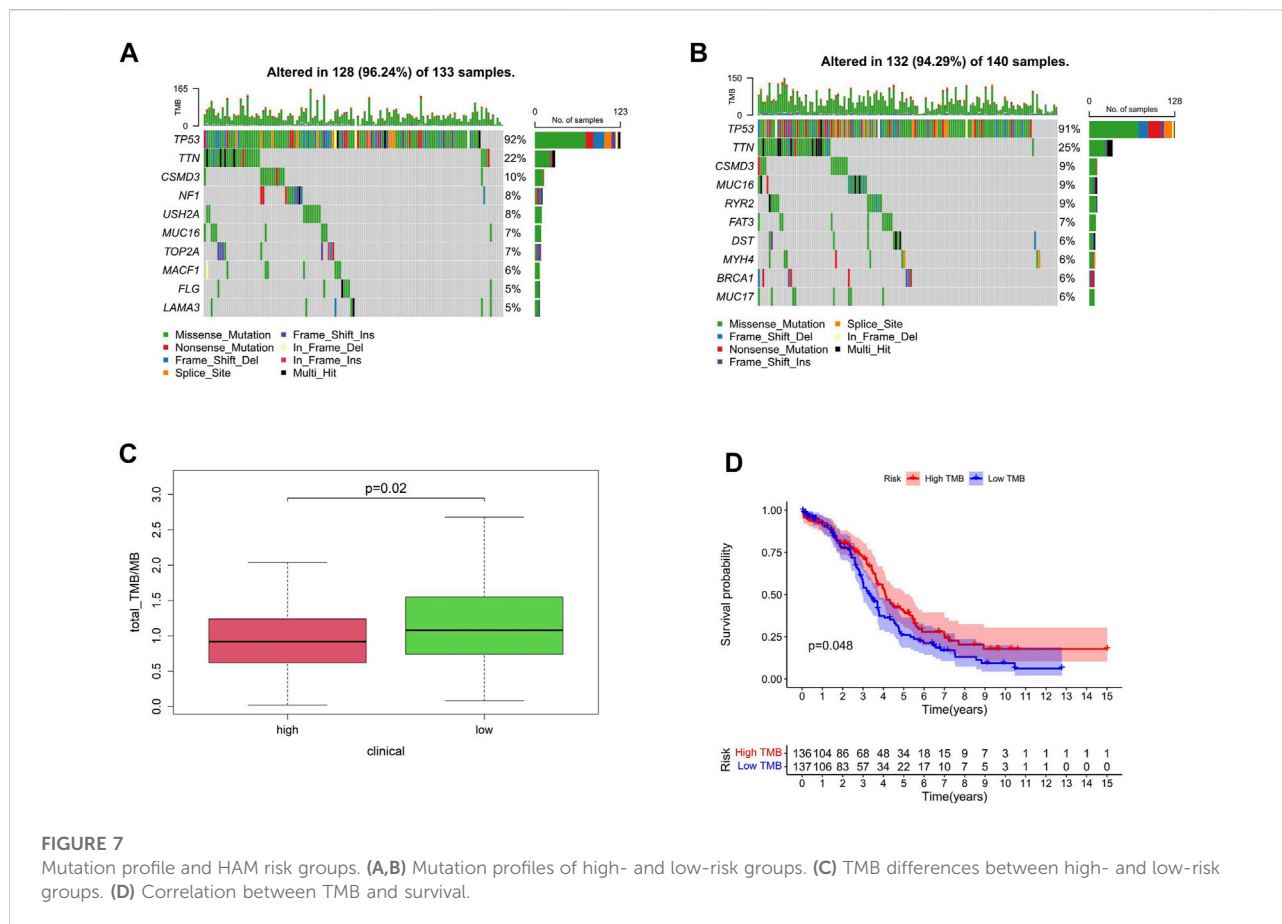 A
Altered in 128 (96.24%) of 133 samples.
165
0
TMB
0
123
No. of samples
TP53
92%
TTN
22%
CSMD3
10%
NF1
8%
USH2A
8%
MUC16
7%
TOP2A
7%
MACF1
6%
FLG
5%
LAMA3
5%
Missense_Mutation
Nonsense_Mutation
Frame_Shift_Del
Splice_Site
Frame_Shift_Ins
In_Frame_Del
In_Frame_Ins
Multi_Hit
B
Altered in 132 (94.29%) of 140 samples.
150
0
TMB
0
128
No. of samples
TP53
91%
TTN
25%
CSMD3
9%
MUC16
9%
RYR2
9%
FAT3
7%
DST
6%
MYH4
6%
BRCA1
6%
MUC17
6%
Missense_Mutation
Frame_Shift_Del
Nonsense_Mutation
Frame_Shift_Ins
Splice_Site
In_Frame_Del
Multi_Hit
C
p=0.02
total_TMB/MB
3.0
2.5
2.0
1.5
1.0
0.5
0.0
high
low
clinical
D
Risk High TMB Low TMB
Survival probability
1.00
0.75
0.50
0.25
0.00
p=0.048
0 1 2 3 4 5 6 7 8 9 10 11 12 13 14 15
Time(years)
Risk
High TMB 136 104 86 68 48 34 18 15 9 7 3 1 1 1 1 1
Low TMB 137 106 83 57 34 22 17 10 7 5 3 1 1 0 0 0
0 1 2 3 4 5 6 7 8 9 10 11 12 13 14 15
Time(years)
FIGURE 7
Mutation profile and HAM risk groups. (A,B) Mutation profiles of high- and low-risk groups. (C) TMB differences between high- and low-risk
groups. (D) Correlation between TMB and survival.